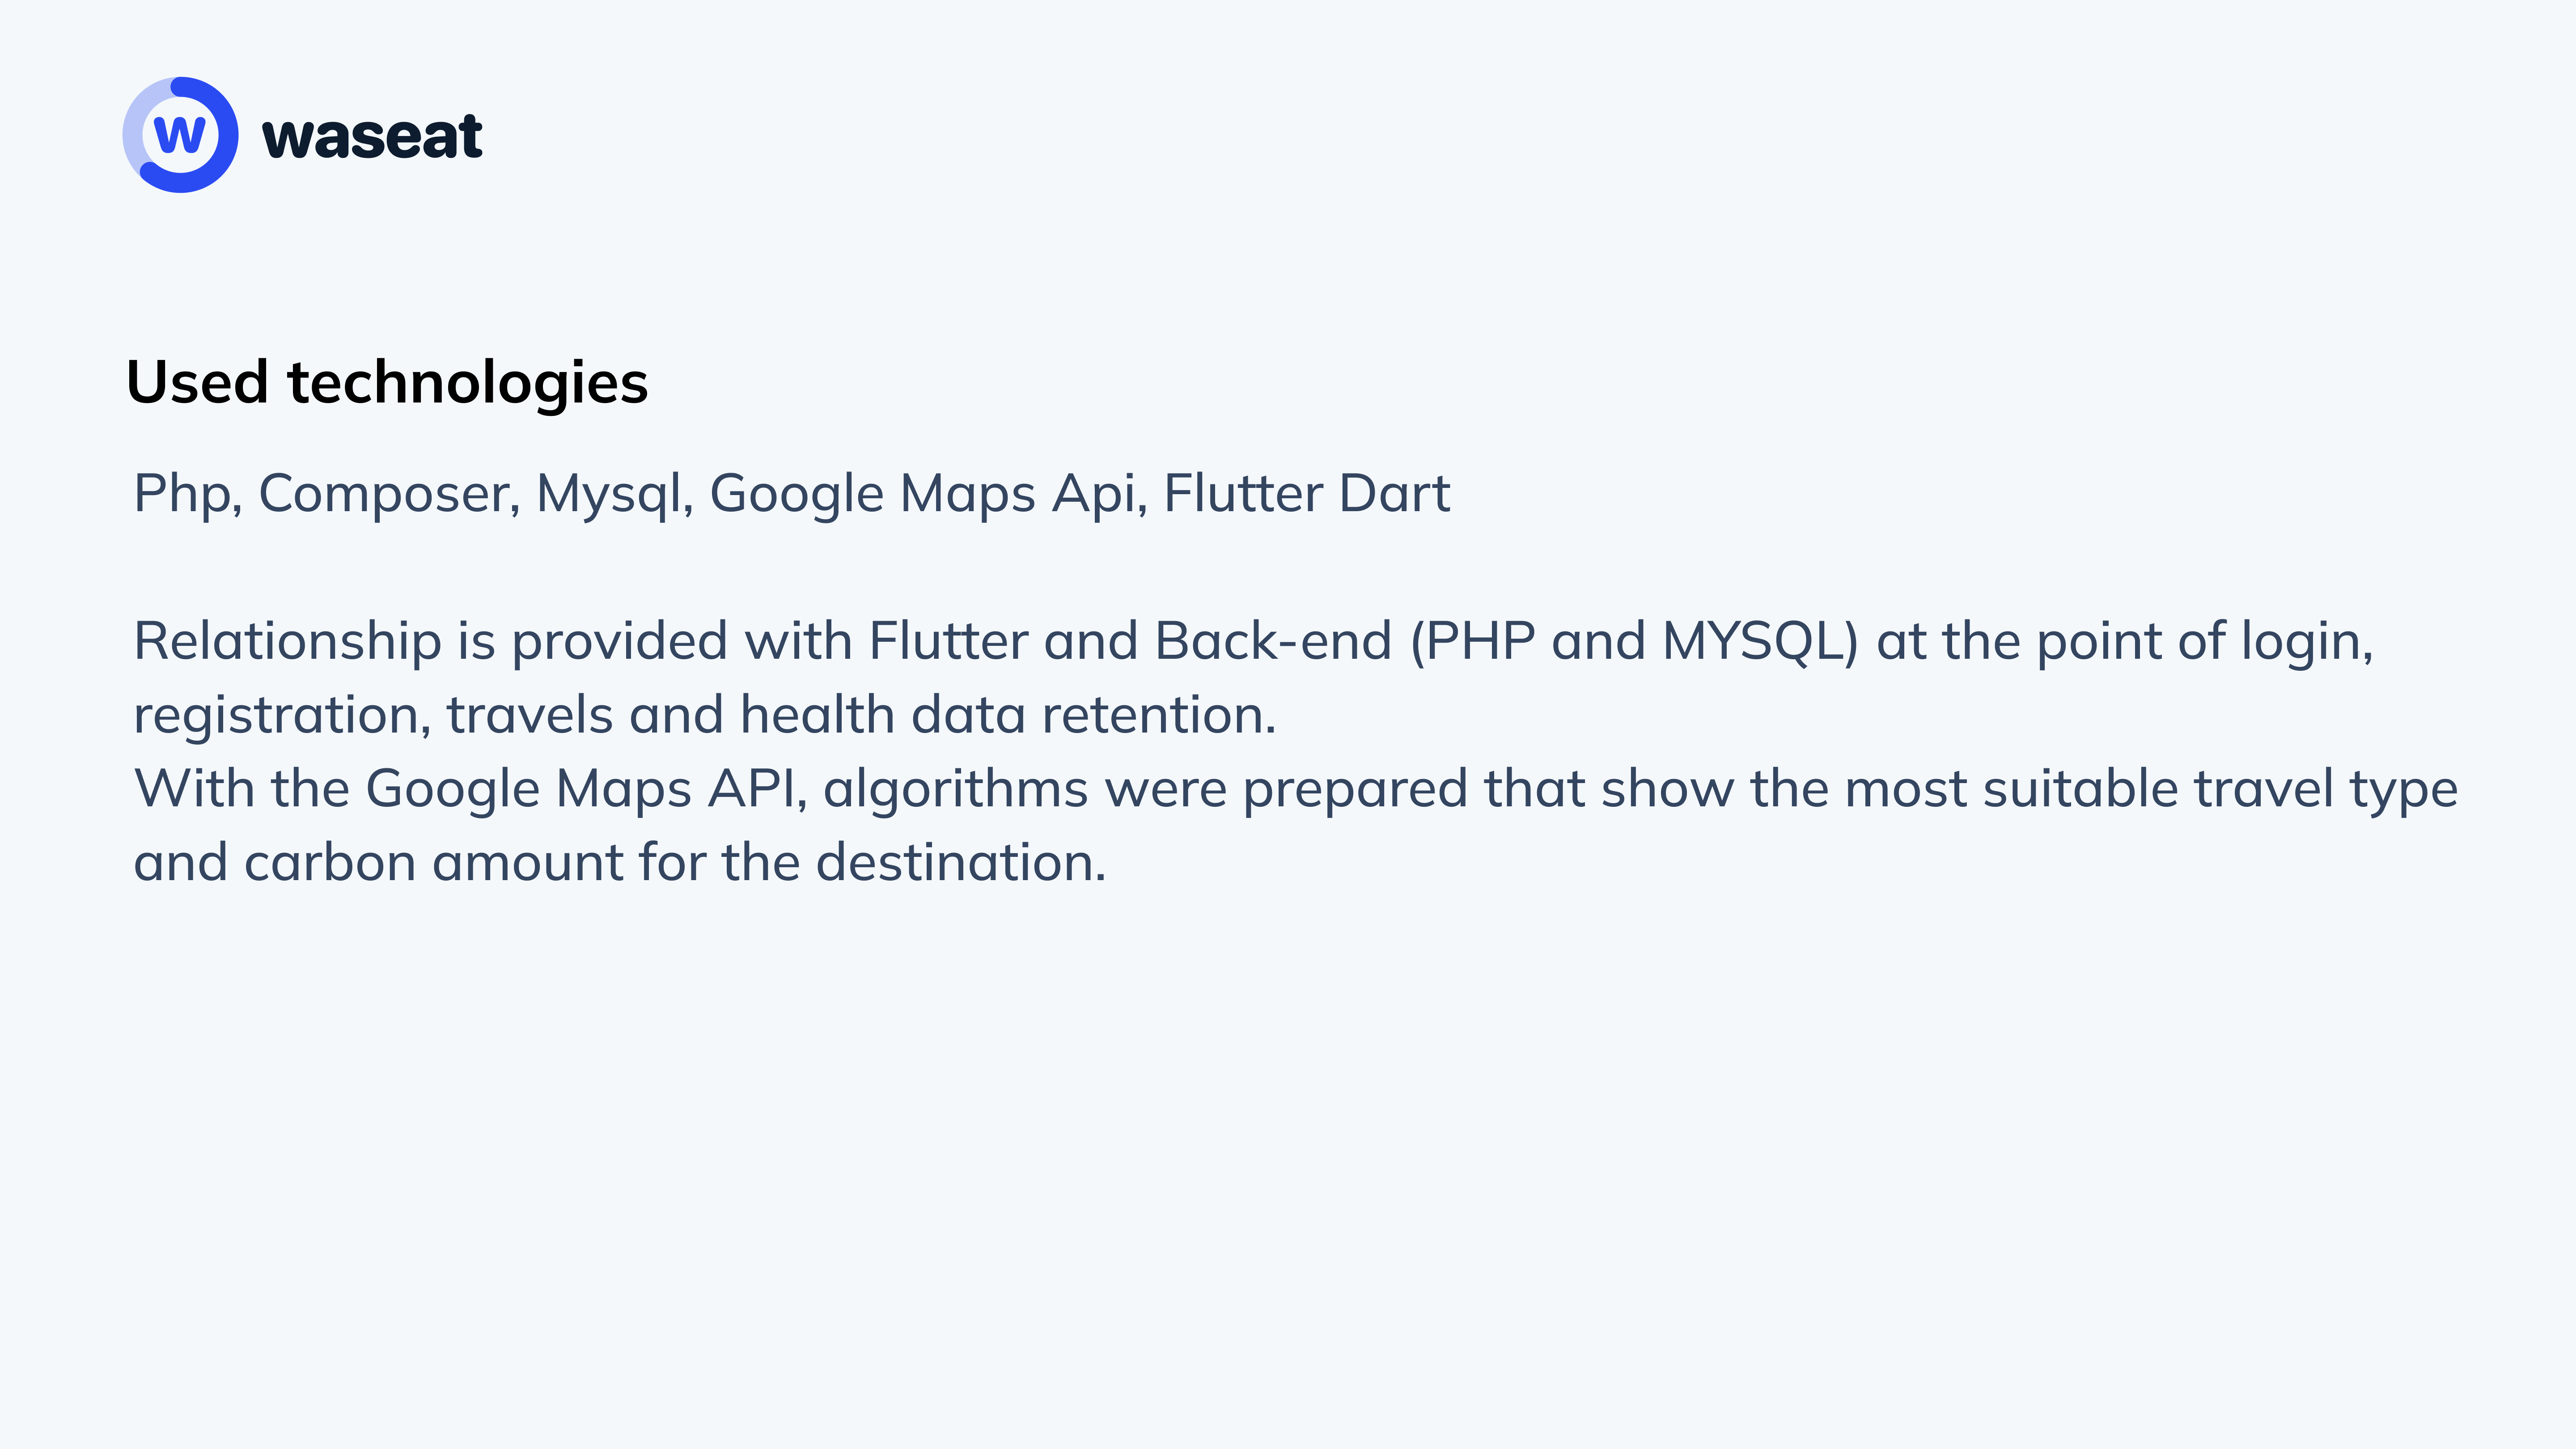 W waseat
Used technologies
Php, Composer, Mysql, Google Maps Api, Flutter Dart
Relationship is provided with Flutter and Back-end (PHP and MYSQL) at the point of login,
registration, travels and health data retention.
With the Google Maps API, algorithms were prepared that show the most suitable travel type
and carbon amount for the destination.